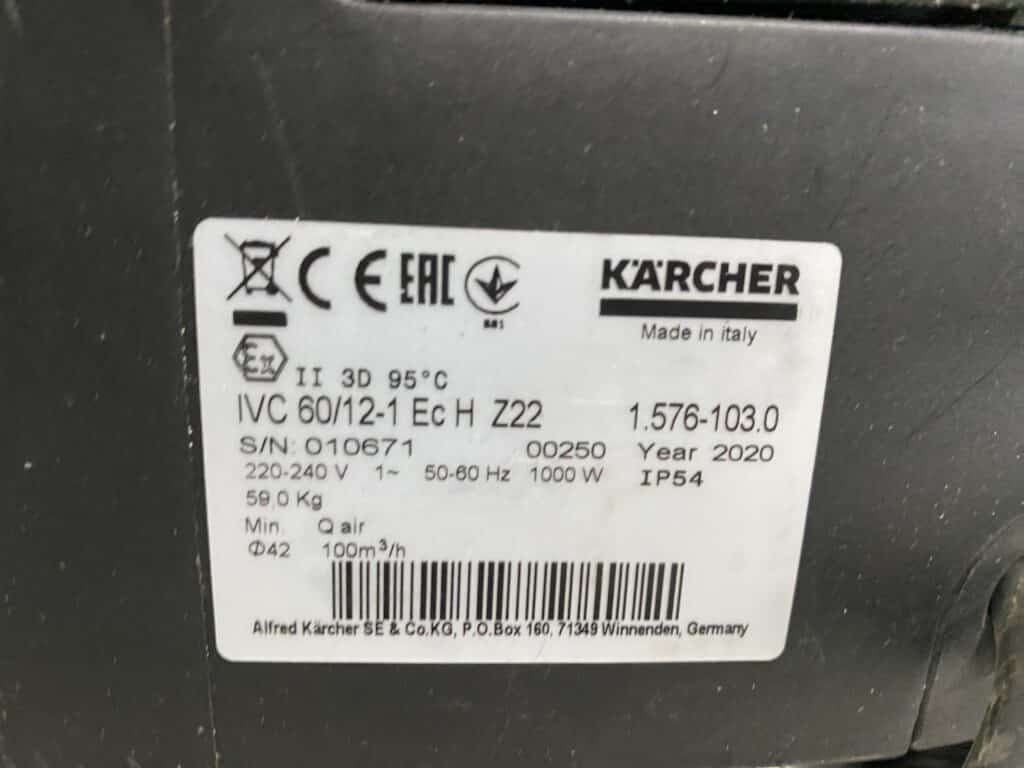 CE EAC
KÄRCHER
Made in italy
Ex II 3D 95°C
IVC 60/12-1 Ec H Z22 1.576-103.0
S/N: 010671 00250 Year 2020
220-240 V 1~ 50-60 Hz 1000 W IP54
59,0 Kg
Min. Q air
Φ42 100m³/h
Alfred Kärcher SE & Co.KG, P.O.Box 160, 71349 Winnenden, Germany